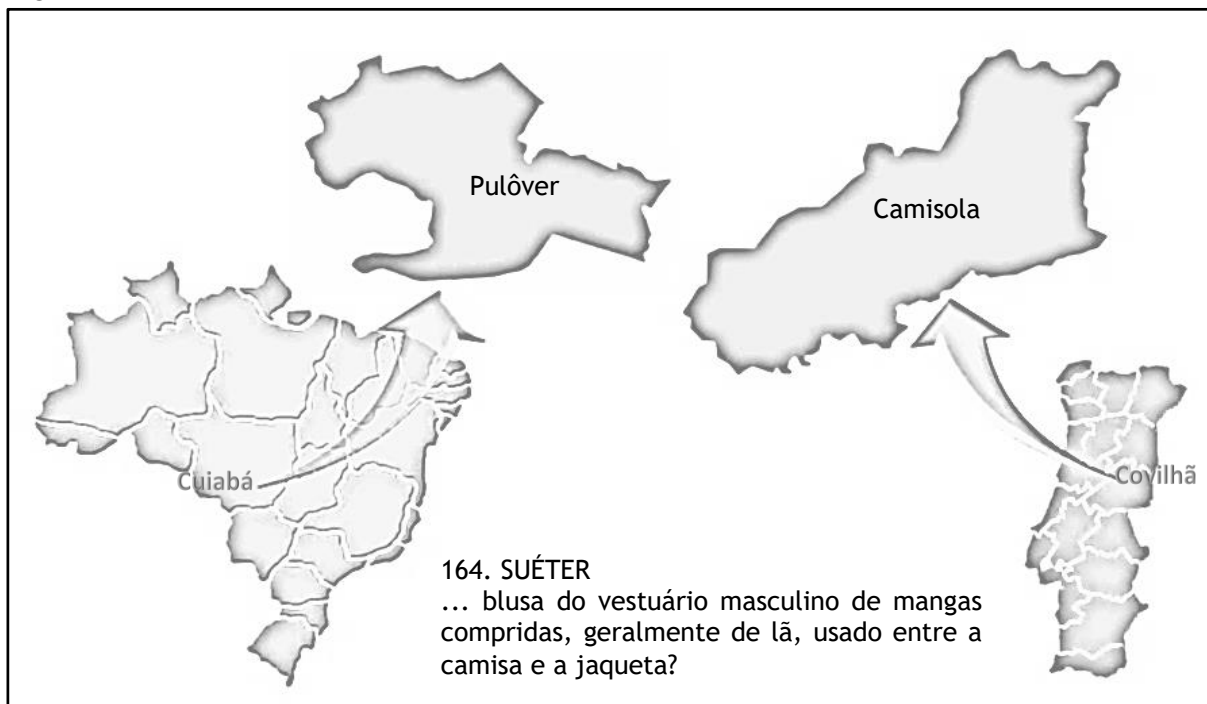 Pulôver
Camisola
Cuiabá
Covilhã
164. SUÉTER
... blusa do vestuário masculino de mangas
compridas, geralmente de lã, usado entre a
camisa e a jaqueta?